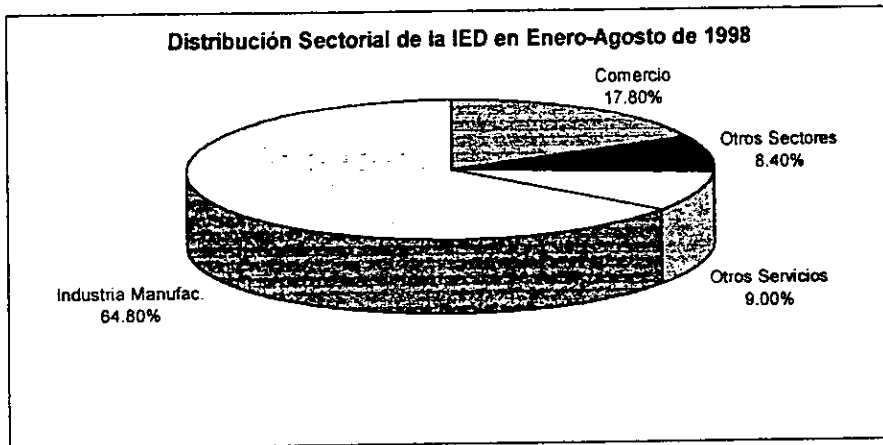 Distribución Sectorial de la IED en Enero-Agosto de 1998
Comercio
17.80%
Otros Sectores
8.40%
Otros Servicios
9.00%
Industria Manufac.
64.80%